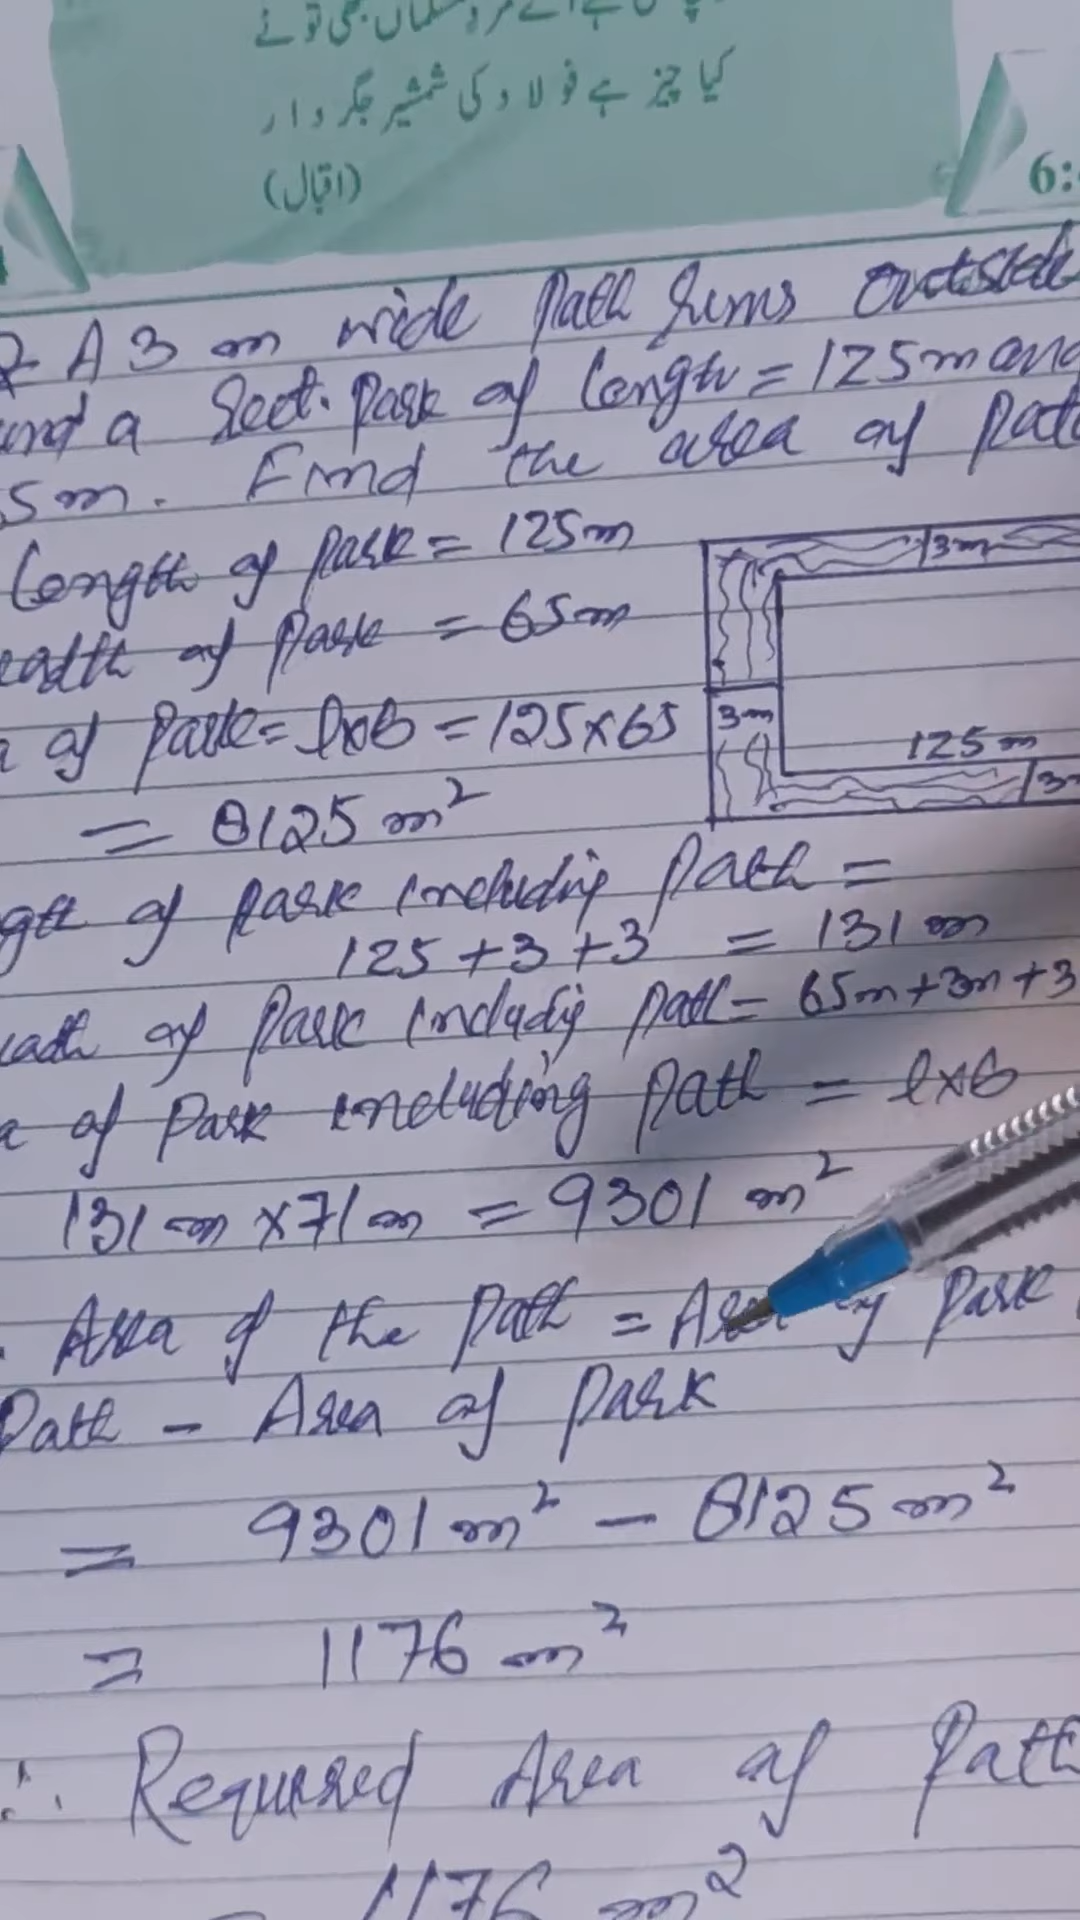 کیا چیز ہے فولاد کی شمشیر جگردار
(اقبال)
6:
A 3 m wide Path runs outside
and a Rect. Park of length = 125m and
5m. Find the area of Path
Length of Park = 125m
eadth of Park = 65m
a of Park = l×b = 125×65
= 8125 m²
3m
3m
125m
3m
gth of Park including Path =
125 + 3 + 3 = 131 m
eadth of Park including Path = 65m + 3m + 3
a of Park including Path = l×b
131 m × 71 m = 9301 m²
Area of the Path = Area of Park
Path - Area of Park
= 9301 m² - 8125 m²
= 1176 m²
∴ Required Area of Path
1176 m²